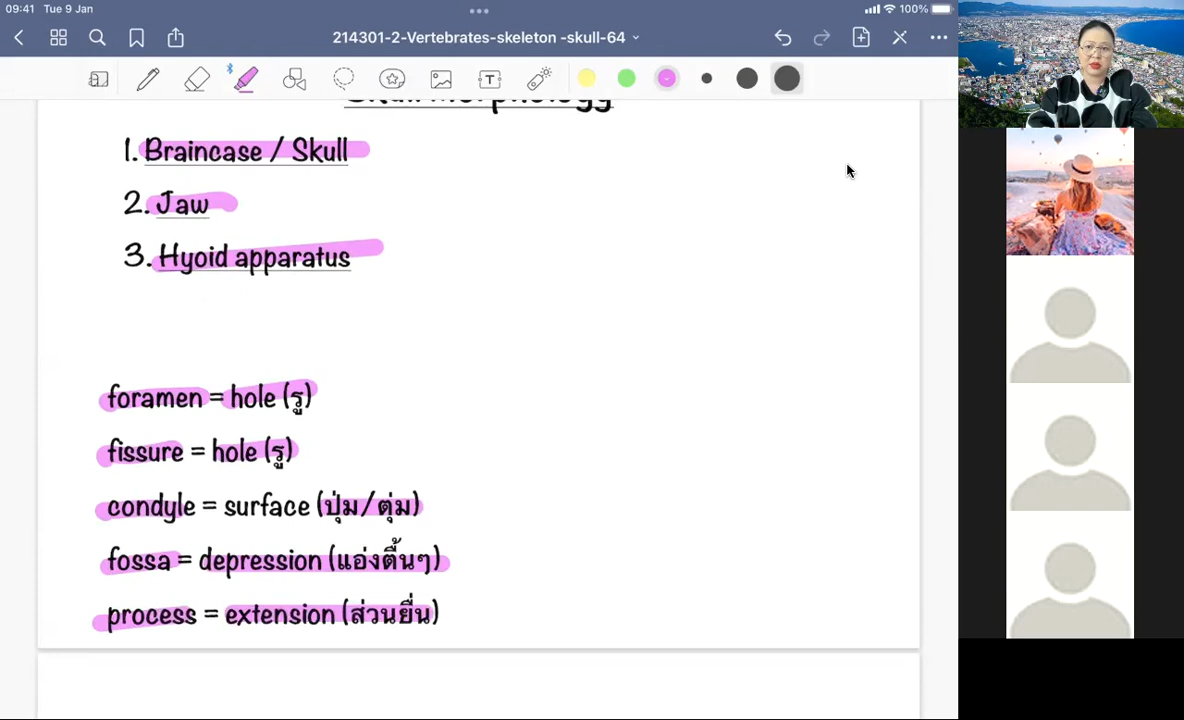 09:41 Tue 9 Jan
100%
214301-2-Vertebrates-skeleton -skull-64
Skull Morphology
1. Braincase / Skull
2. Jaw
3. Hyoid apparatus
foramen = hole (รู)
fissure = hole (รู)
condyle = surface (ปุ่ม/ตุ่ม)
fossa = depression (แอ่งตื้นๆ)
process = extension (ส่วนยื่น)